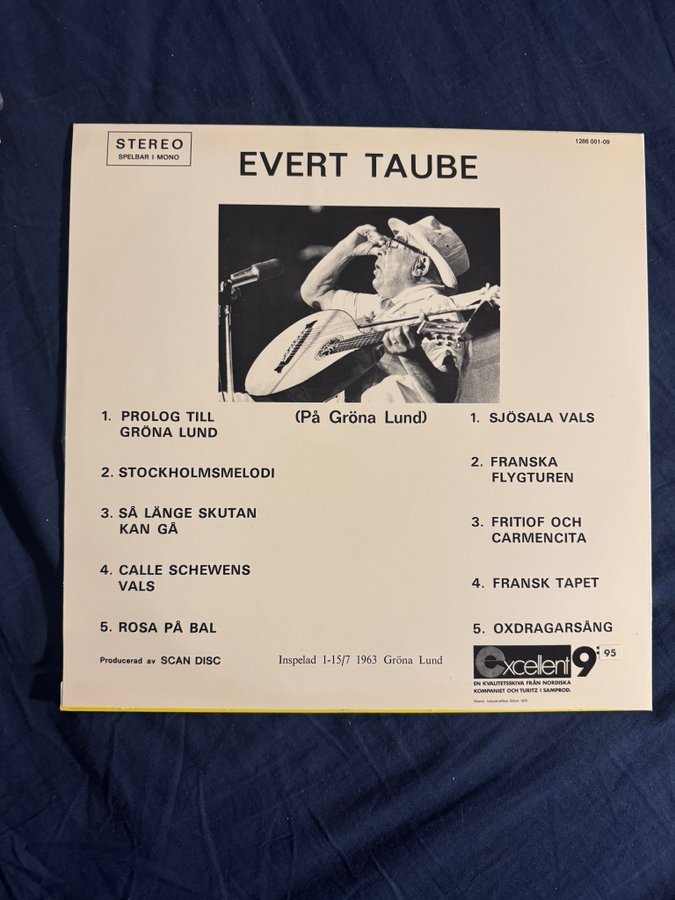 STEREO
SPELBAR I MONO
1286 001-09
EVERT TAUBE
(På Gröna Lund)
1. PROLOG TILL
GRÖNA LUND
2. STOCKHOLMSMELODI
3. SÅ LÄNGE SKUTAN
KAN GÅ
4. CALLE SCHEWENS
VALS
5. ROSA PÅ BAL
1. SJÖSALA VALS
2. FRANSKA
FLYGTUREN
3. FRITIOF OCH
CARMENCITA
4. FRANSK TAPET
5. OXDRAGARSÅNG
Producerad av SCAN DISC
Inspelad 1-15/7 1963 Gröna Lund
Excellent 9:95
EN KVALITETSSKIVA FRÅN NORDISKA
KOMPANIET OCH TURITZ I SAMPROD.